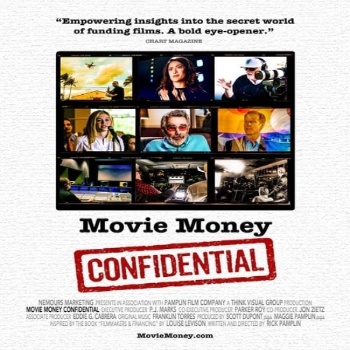 “Empowering insights into the secret world
of funding films. A bold eye-opener.”
CHART MAGAZINE
Movie Money
CONFIDENTIAL
NEMOURS MARKETING PRESENTS IN ASSOCIATION WITH PAMPLIN FILM COMPANY A THINK VISUAL GROUP PRODUCTION
MOVIE MONEY CONFIDENTIAL EXECUTIVE PRODUCER P.J. MARKS CO-EXECUTIVE PRODUCER PARKER ROY CO-PRODUCER JON ZIETZ
ASSOCIATE PRODUCER EDDIE G. CABRERA ORIGINAL MUSIC FRANKLIN TORRES PRODUCED BY SCOTT DUPONT pga MAGGIE PAMPLIN pga
INSPIRED BY THE BOOK “FILMMAKERS & FINANCING” BY LOUISE LEVISON WRITTEN AND DIRECTED BY RICK PAMPLIN
MovieMoney.com